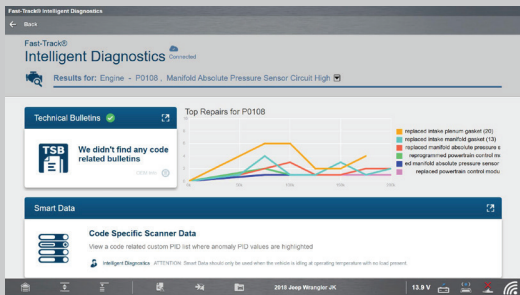 Fast-Track® Intelligent Diagnostics
Back
Fast-Track®
Intelligent Diagnostics Connected
Results for: Engine - P0108 , Manifold Absolute Pressure Sensor Circuit High
Technical Bulletins
TSB
We didn't find any code
related bulletins
Top Repairs for P0108
replaced intake plenum gasket (20)
replaced intake manifold gasket (13)
replaced manifold absolute pressure s
reprogrammed powertrain control mo
ed manifold absolute pressure sensor
replaced powertrain control modu
Smart Data
Code Specific Scanner
Data
View a code related custom PID list where anomaly PID values are highlighted
Intelligent Diagnostics ATTENTION: Smart Data should only be used when the vehicle is idling at operating temperature with no load present.
2016 Jeep Wrangler JK
13.9 V